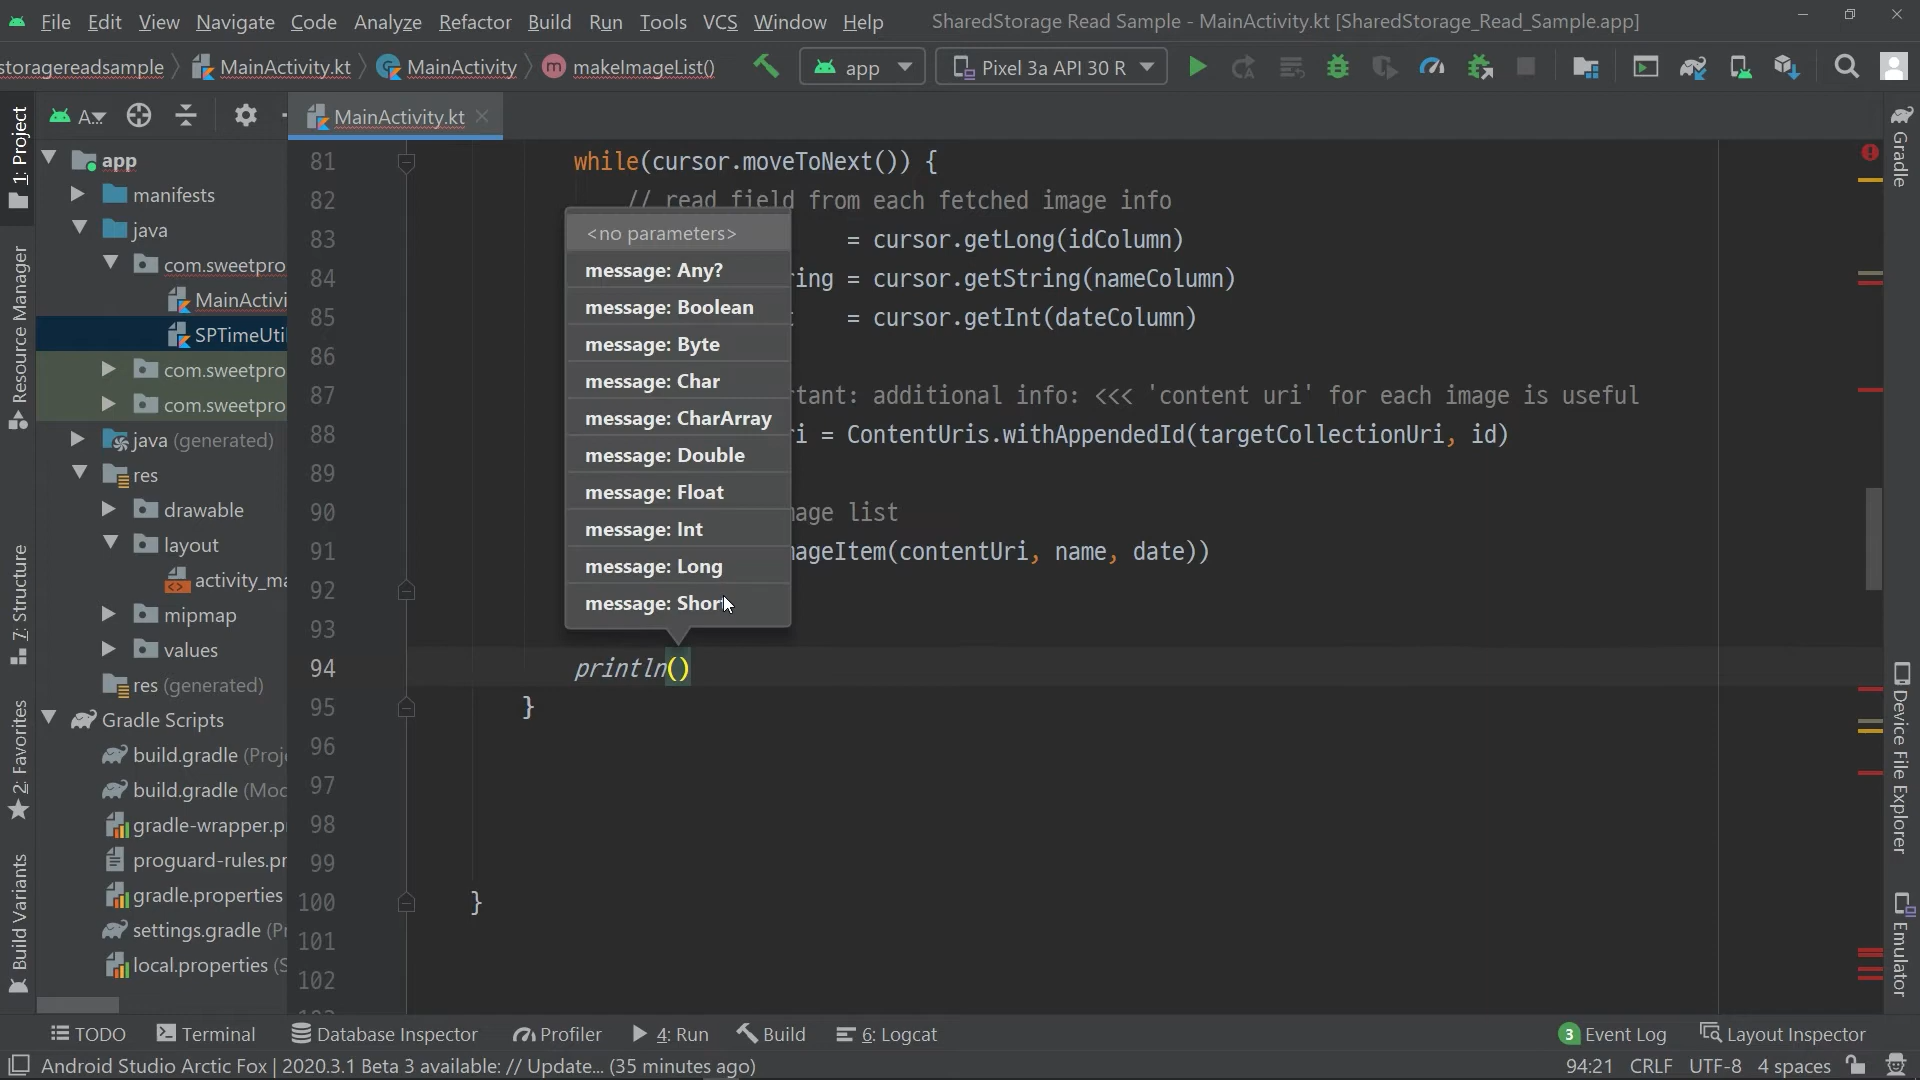 File Edit View Navigate Code Analyze Refactor Build Run Tools VCS Window Help SharedStorage Read Sample - MainActivity.kt [SharedStorage_Read_Sample.app]
storagereadsample MainActivity.kt MainActivity m makeImageList() app Pixel 3a API 30 R
1: Project
Resource Manager
7: Structure
2: Favorites
Build Variants
A...
app
manifests
java
com.sweetpro
MainActivi
SPTimeUti
com.sweetpro
com.sweetpro
java (generated)
res
drawable
layout
activity_ma
mipmap
values
res (generated)
Gradle Scripts
build.gradle (Proj
build.gradle (Mod
gradle-wrapper.p
proguard-rules.pr
gradle.properties
settings.gradle (P
local.properties (S
MainActivity.kt
81 while(cursor.moveToNext()) {
82 // read field from each fetched image info
83 = cursor.getLong(idColumn)
84 ing = cursor.getString(nameColumn)
85 = cursor.getInt(dateColumn)
86
87 tant: additional info: <<< 'content uri' for each image is useful
88 i = ContentUris.withAppendedId(targetCollectionUri, id)
89
90 age list
91 ageItem(contentUri, name, date))
92
93
94 println()
95 }
96
97
98
99
100 }
101
102
<no parameters>
message: Any?
message: Boolean
message: Byte
message: Char
message: CharArray
message: Double
message: Float
message: Int
message: Long
message: Short
Gradle
Device File Explorer
Emulator
TODO Terminal Database Inspector Profiler 4: Run Build 6: Logcat 3 Event Log Layout Inspector
Android Studio Arctic Fox | 2020.3.1 Beta 3 available: // Update... (35 minutes ago) 94:21 CRLF UTF-8 4 spaces